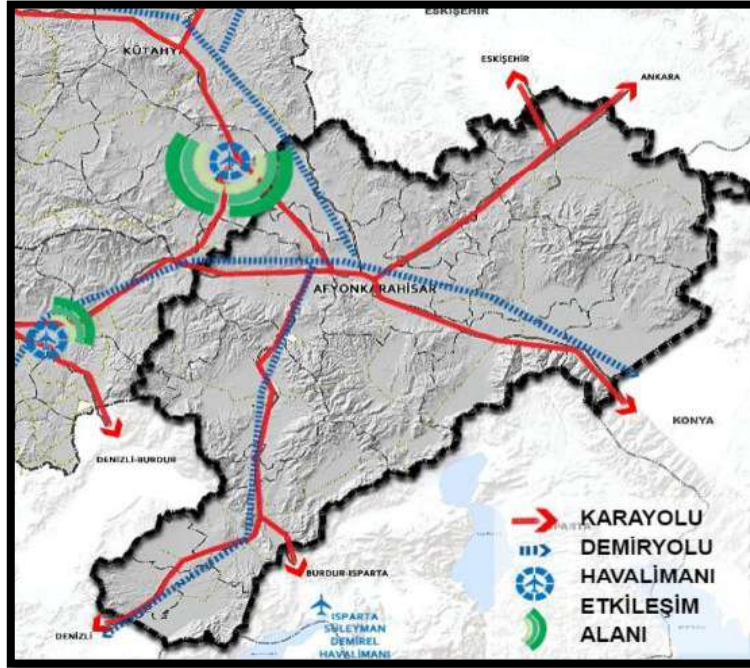 ESKİŞEHİR
KÜTAHYA
ESKİŞEHİR
ANKARA
AFYONKARAHİSAR
KONYA
DENİZLİ-BURDUR
BURDUR-ISPARTA
DENİZLİ
ISPARTA
SÜLEYMAN
DEMİREL
HAVALİMANI
KARAYOLU
DEMİRYOLU
HAVALİMANI
ETKİLEŞİM
ALANI